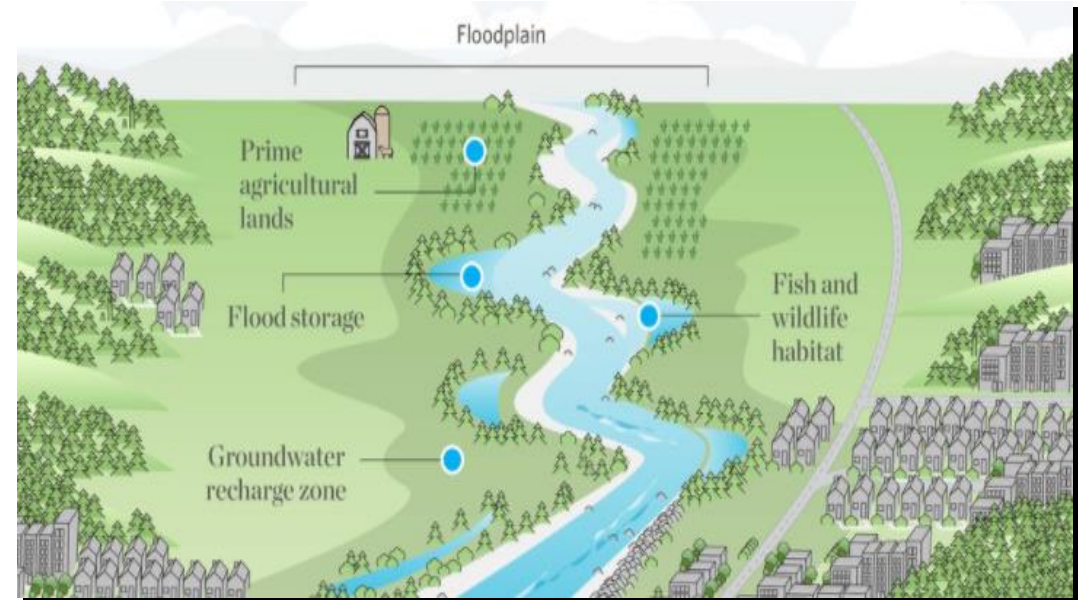 Floodplain
Prime
agricultural
lands
Flood storage
Fish and
wildlife
habitat
Groundwater
recharge zone